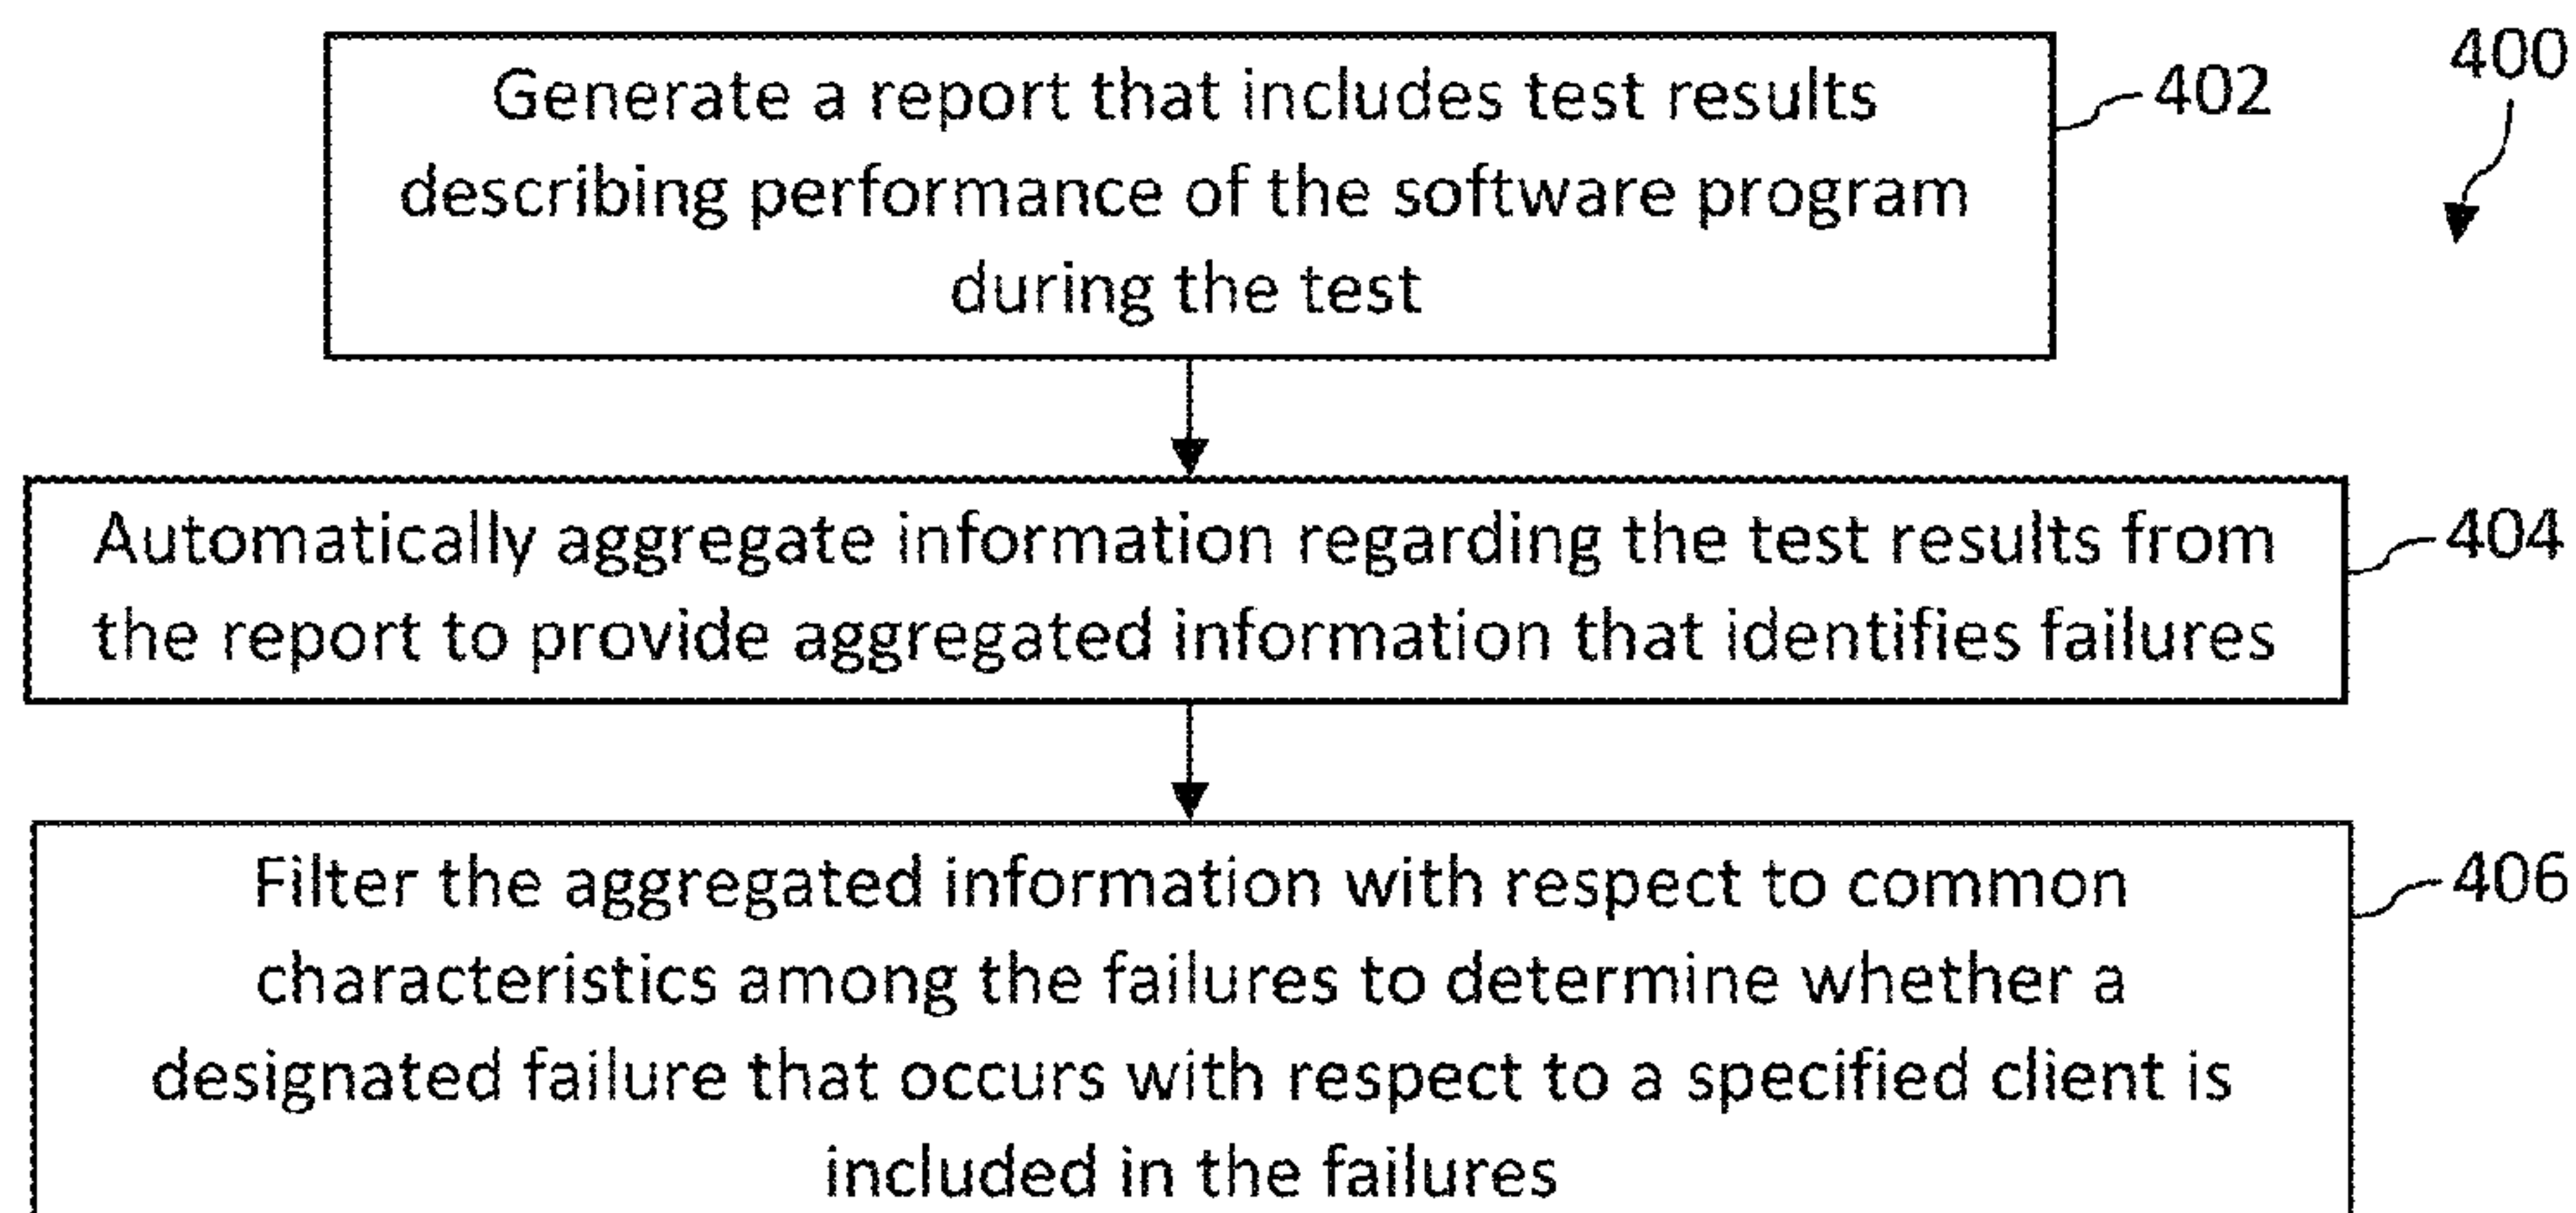 400
Generate a report that includes test results
describing performance of the software program
during the test
402
Automatically aggregate information regarding the test results from
the report to provide aggregated information that identifies failures
404
Filter the aggregated information with respect to common
characteristics among the failures to determine whether a
designated failure that occurs with respect to a specified client is
included in the failures
406